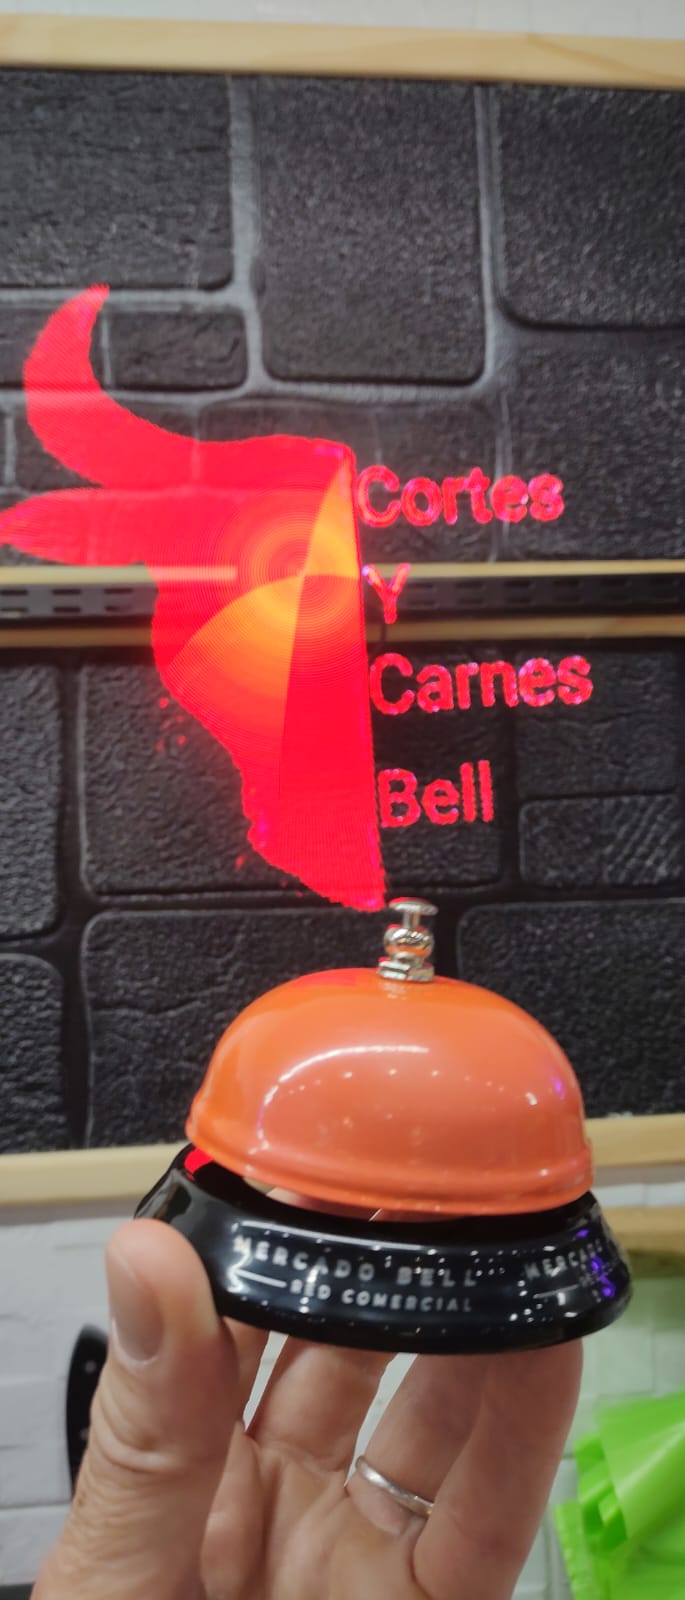 Cortes
Y
Carnes
Bell
MERCADO BELL
RED COMERCIAL